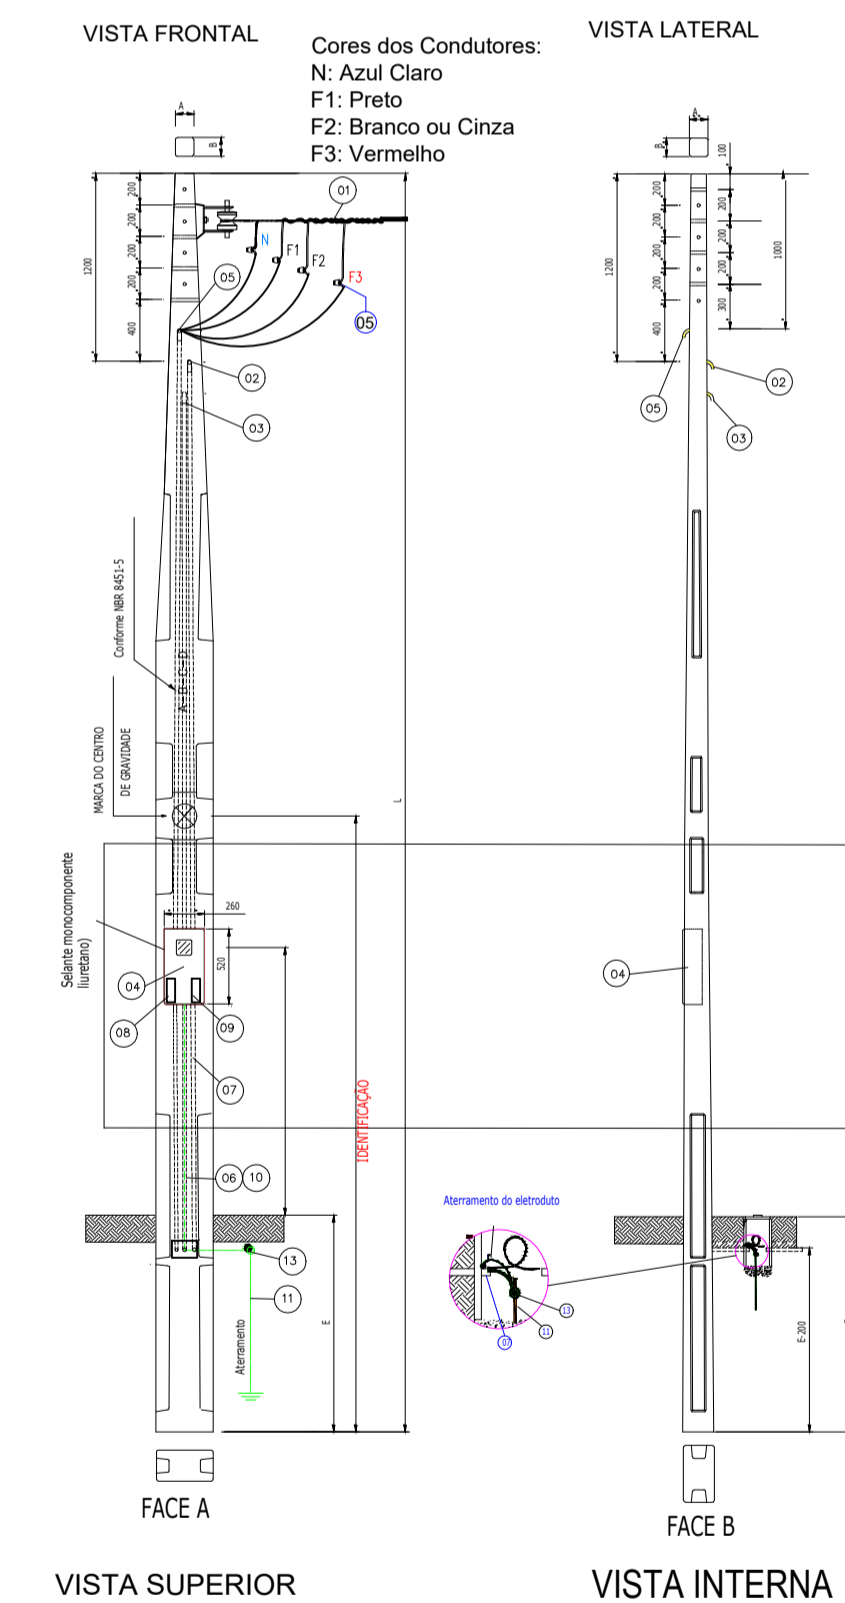 VISTA FRONTAL
Cores dos Condutores:
N: Azul Claro
F1: Preto
F2: Branco ou Cinza
F3: Vermelho
VISTA LATERAL
A
B
1200
200
200
200
200
400
01
N
F1
F2
F3
05
05
02
03
Conforme NBR 8451-5
A-B-C-D
MARCA DO CENTRO
DE GRAVIDADE
L
Selante monocomponente
liuretano)
260
520
04
08
09
07
06
10
IDENTIFICAÇÃO
13
11
Aterramento
E
FACE A
VISTA SUPERIOR
A
B
100
1200
200
200
200
200
400
200
200
200
300
1000
05
02
03
04
Aterramento do eletroduto
13
11
07
E-200
FACE B
VISTA INTERNA